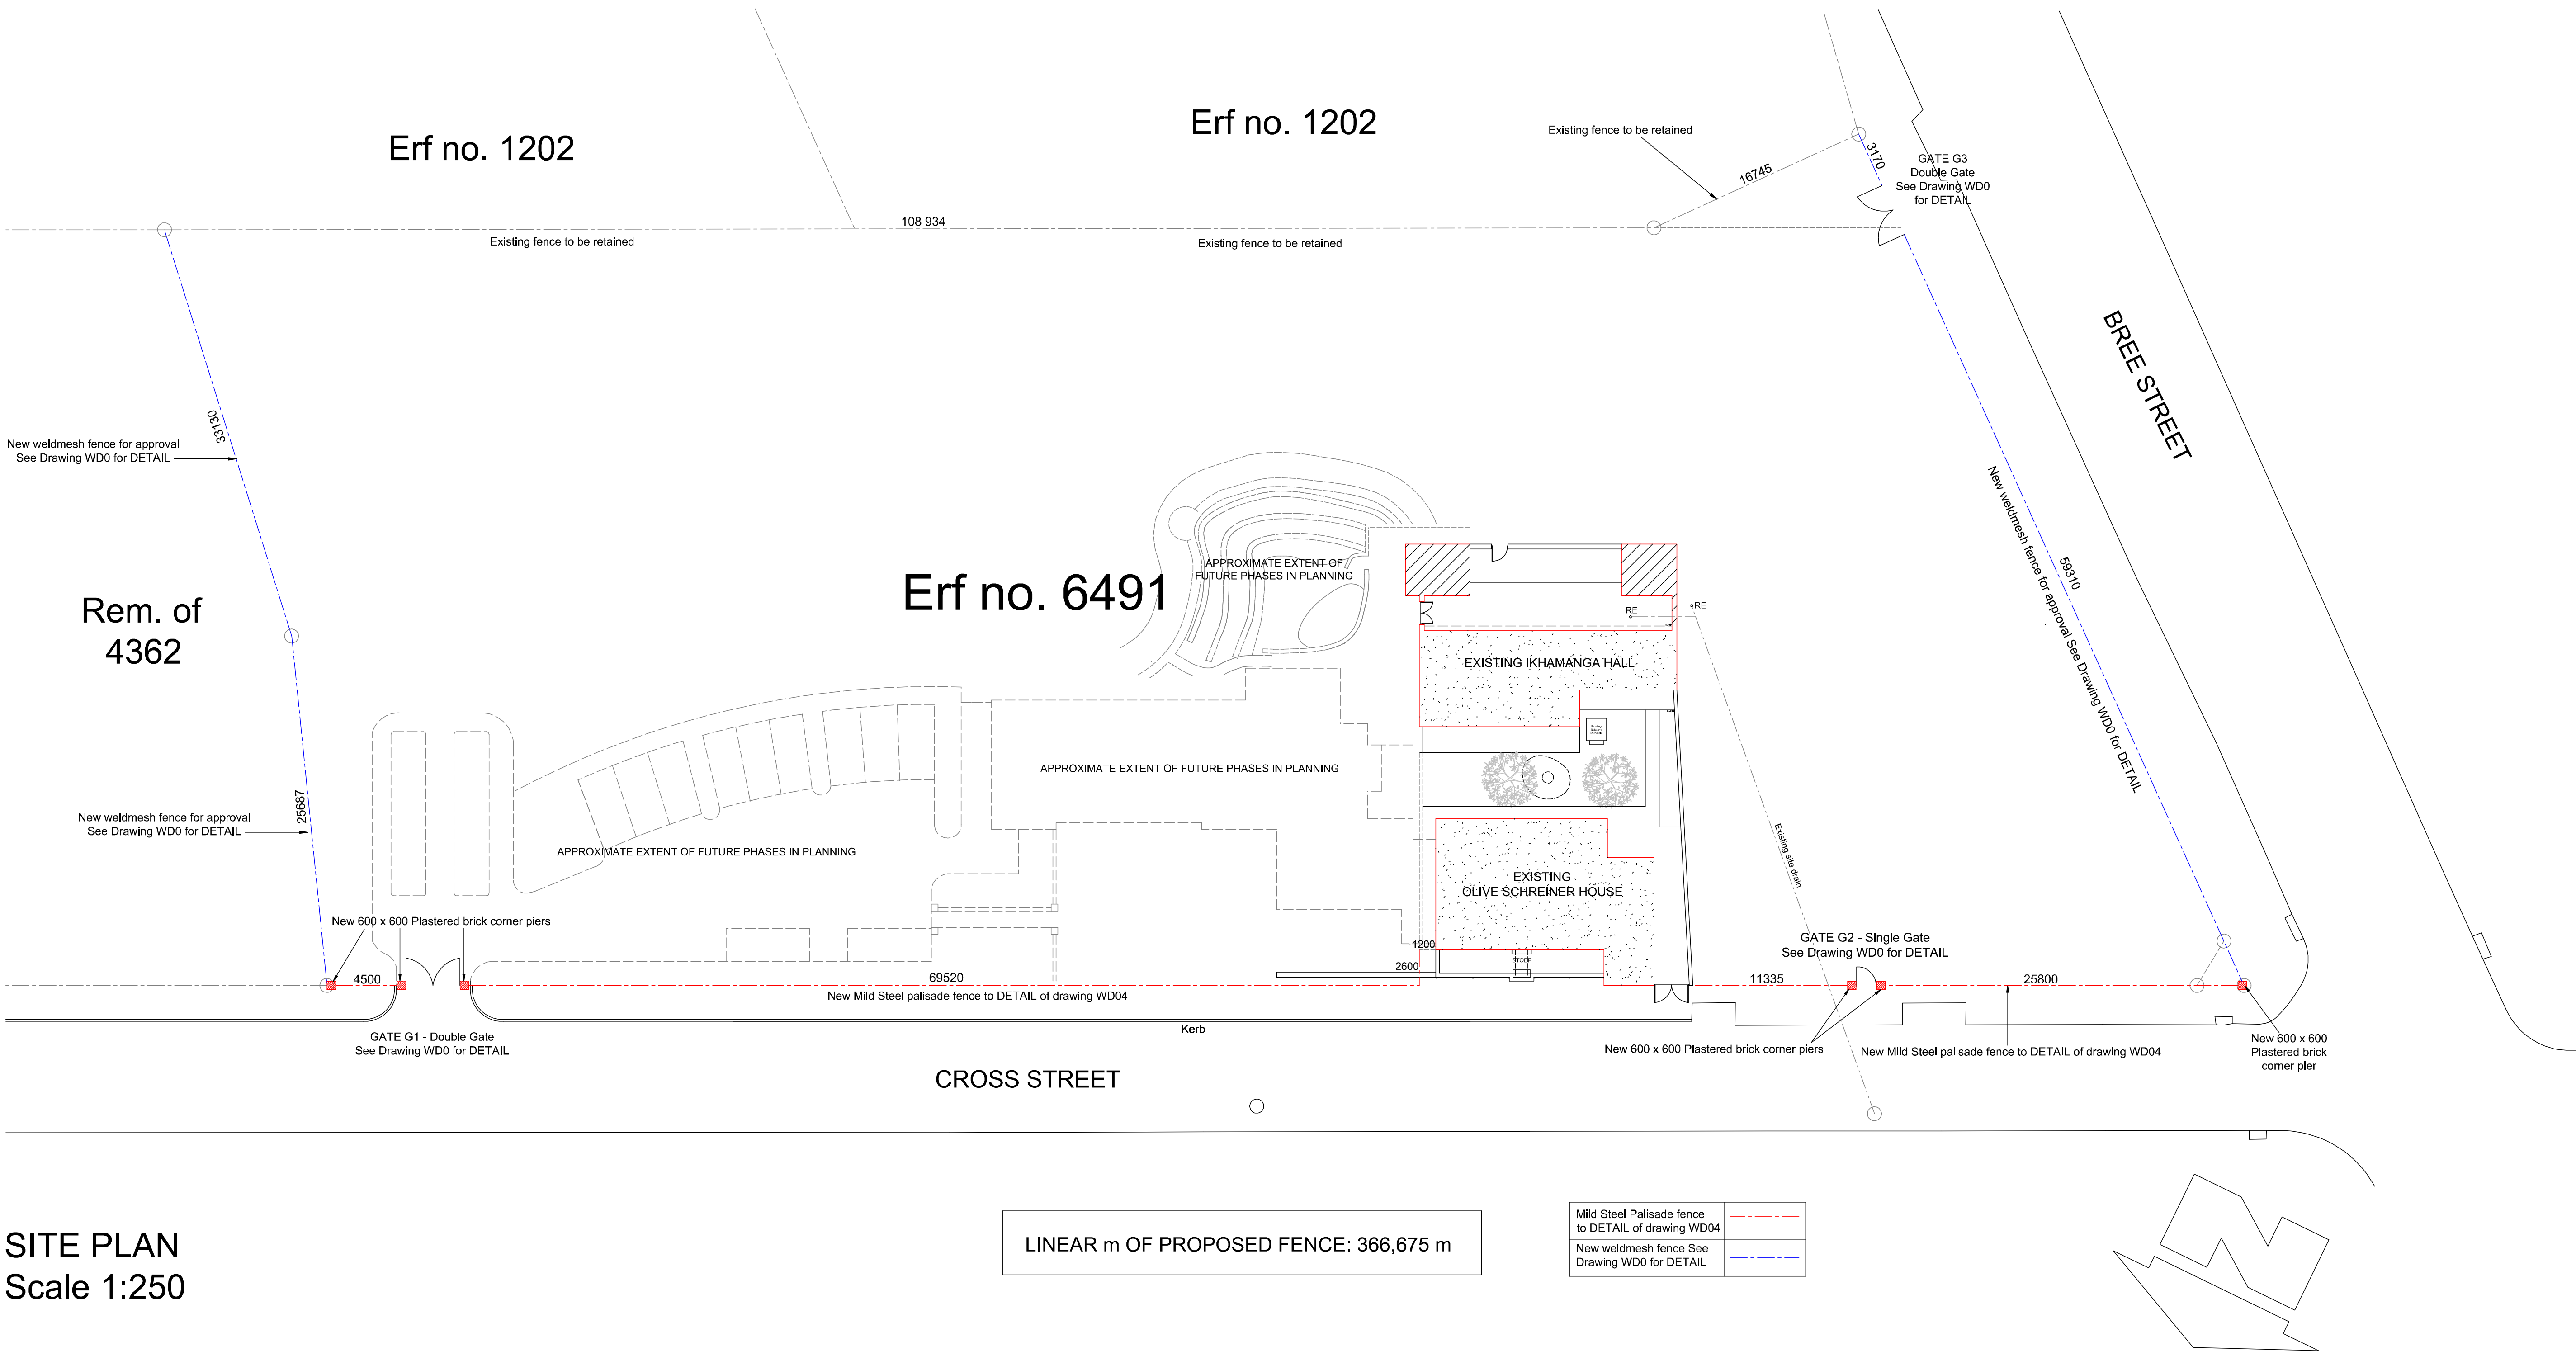 Erf no. 1202
Erf no. 1202
Existing fence to be retained
16745
3170
GATE G3
Double Gate
See Drawing WD0
for DETAIL
108 934
Existing fence to be retained
Existing fence to be retained
BREE STREET
33130
New weldmesh fence for approval
See Drawing WD0 for DETAIL
New weldmesh fence for approval See Drawing WD0 for DETAIL
59310
Erf no. 6491
APPROXIMATE EXTENT OF
FUTURE PHASES IN PLANNING
Rem. of
4362
RE
RE
EXISTING IKHAMANGA HALL
APPROXIMATE EXTENT OF FUTURE PHASES IN PLANNING
25687
New weldmesh fence for approval
See Drawing WD0 for DETAIL
APPROXIMATE EXTENT OF FUTURE PHASES IN PLANNING
Existing site drain
EXISTING
OLIVE SCHREINER HOUSE
New 600 x 600 Plastered brick corner piers
1200
STOEP
2600
GATE G2 - Single Gate
See Drawing WD0 for DETAIL
4500
69520
11335
25800
New Mild Steel palisade fence to DETAIL of drawing WD04
Kerb
GATE G1 - Double Gate
See Drawing WD0 for DETAIL
New 600 x 600 Plastered brick corner piers
New Mild Steel palisade fence to DETAIL of drawing WD04
New 600 x 600
Plastered brick
corner pier
CROSS STREET
SITE PLAN
Scale 1:250
LINEAR m OF PROPOSED FENCE: 366,675 m
Mild Steel Palisade fence
to DETAIL of drawing WD04
New weldmesh fence See
Drawing WD0 for DETAIL
N